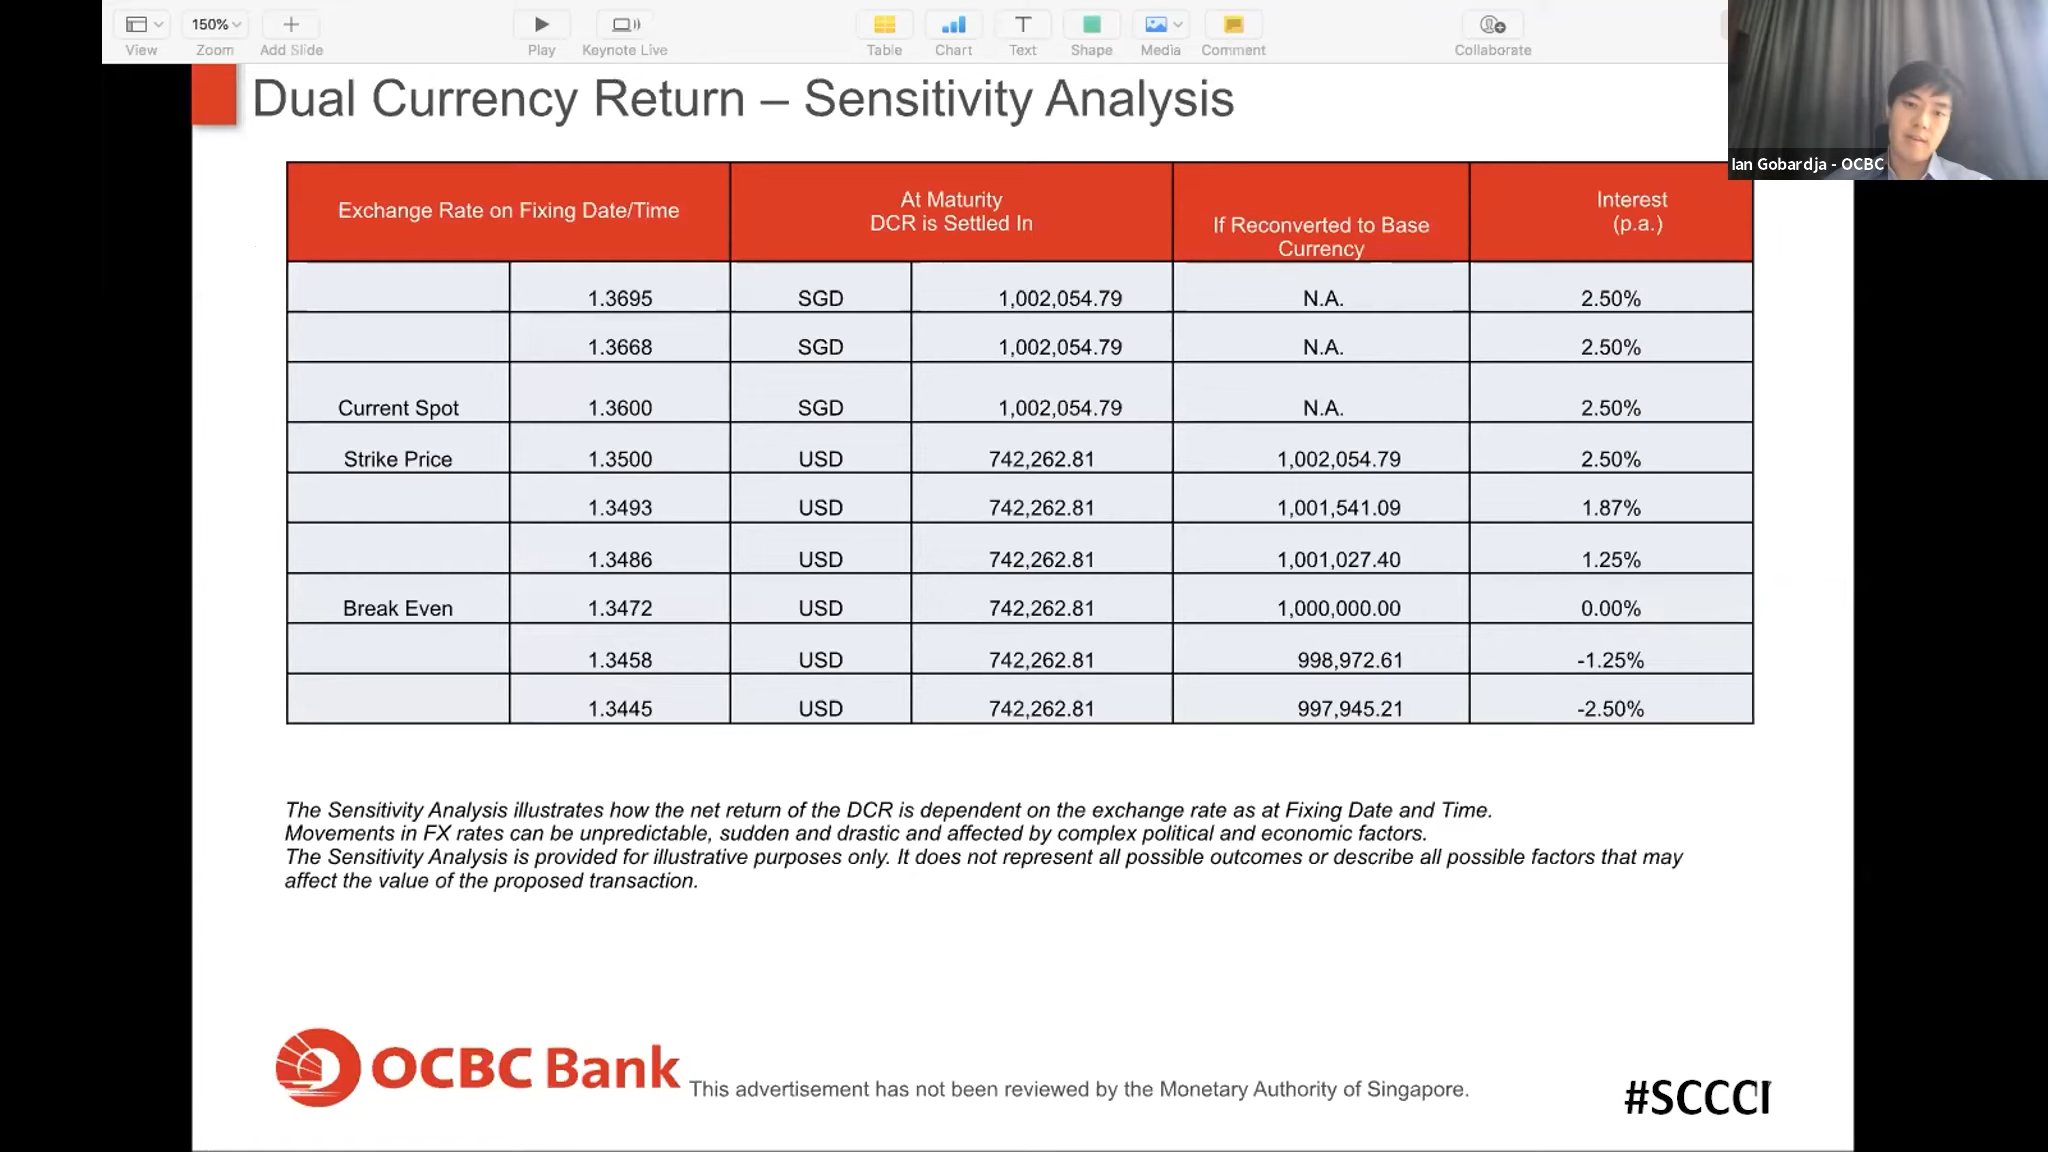 150%
View
Zoom
Add Slide
Play
Keynote Live
Table
Chart
Text
Shape
Media
Comment
Collaborate
Ian Gobardja - OCBC
Dual Currency Return – Sensitivity Analysis
Exchange Rate on Fixing Date/Time
At Maturity
DCR is Settled In
If Reconverted to Base
Currency
Interest
(p.a.)
1.3695 SGD 1,002,054.79 N.A. 2.50%
1.3668 SGD 1,002,054.79 N.A. 2.50%
Current Spot 1.3600 SGD 1,002,054.79 N.A. 2.50%
Strike Price 1.3500 USD 742,262.81 1,002,054.79 2.50%
1.3493 USD 742,262.81 1,001,541.09 1.87%
1.3486 USD 742,262.81 1,001,027.40 1.25%
Break Even 1.3472 USD 742,262.81 1,000,000.00 0.00%
1.3458 USD 742,262.81 998,972.61 -1.25%
1.3445 USD 742,262.81 997,945.21 -2.50%
The Sensitivity Analysis illustrates how the net return of the DCR is dependent on the exchange rate as at Fixing Date and Time.
Movements in FX rates can be unpredictable, sudden and drastic and affected by complex political and economic factors.
The Sensitivity Analysis is provided for illustrative purposes only. It does not represent all possible outcomes or describe all possible factors that may
affect the value of the proposed transaction.
OCBC Bank
This advertisement has not been reviewed by the Monetary Authority of Singapore.
#SCCCI